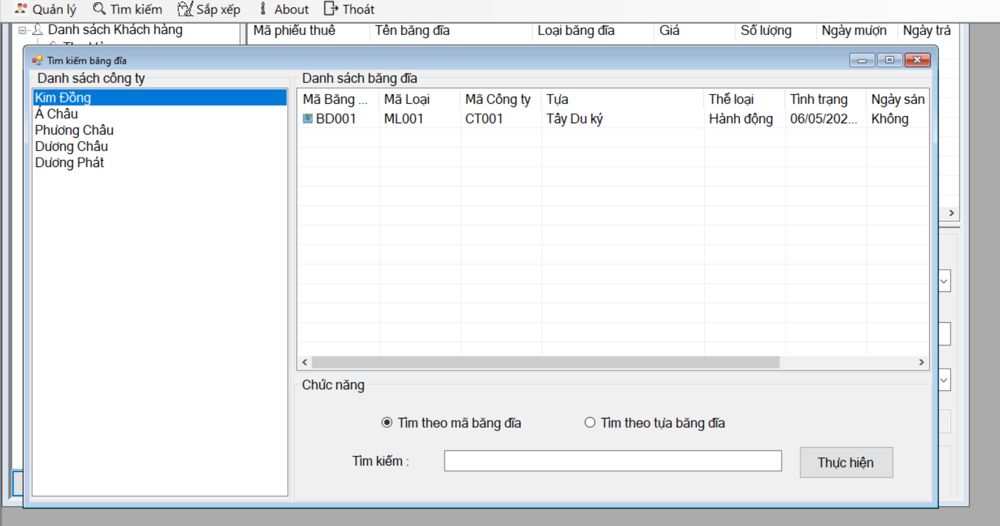 Quản lý Tìm kiếm Sắp xếp About Thoát
Danh sách Khách hàng
Mã phiếu thuê Tên băng đĩa Loại băng đĩa Giá Số lượng Ngày mượn Ngày trả
Tìm kiếm băng đĩa
Danh sách công ty
Kim Đồng
Á Châu
Phương Châu
Dương Châu
Dương Phát
Danh sách băng đĩa
Mã Băng ... Mã Loại Mã Công ty Tựa Thể loại Tình trạng Ngày sản
BD001 ML001 CT001 Tây Du ký Hành động 06/05/202... Không
Chức năng
Tìm theo mã băng đĩa Tìm theo tựa băng đĩa
Tìm kiếm :
Thực hiện